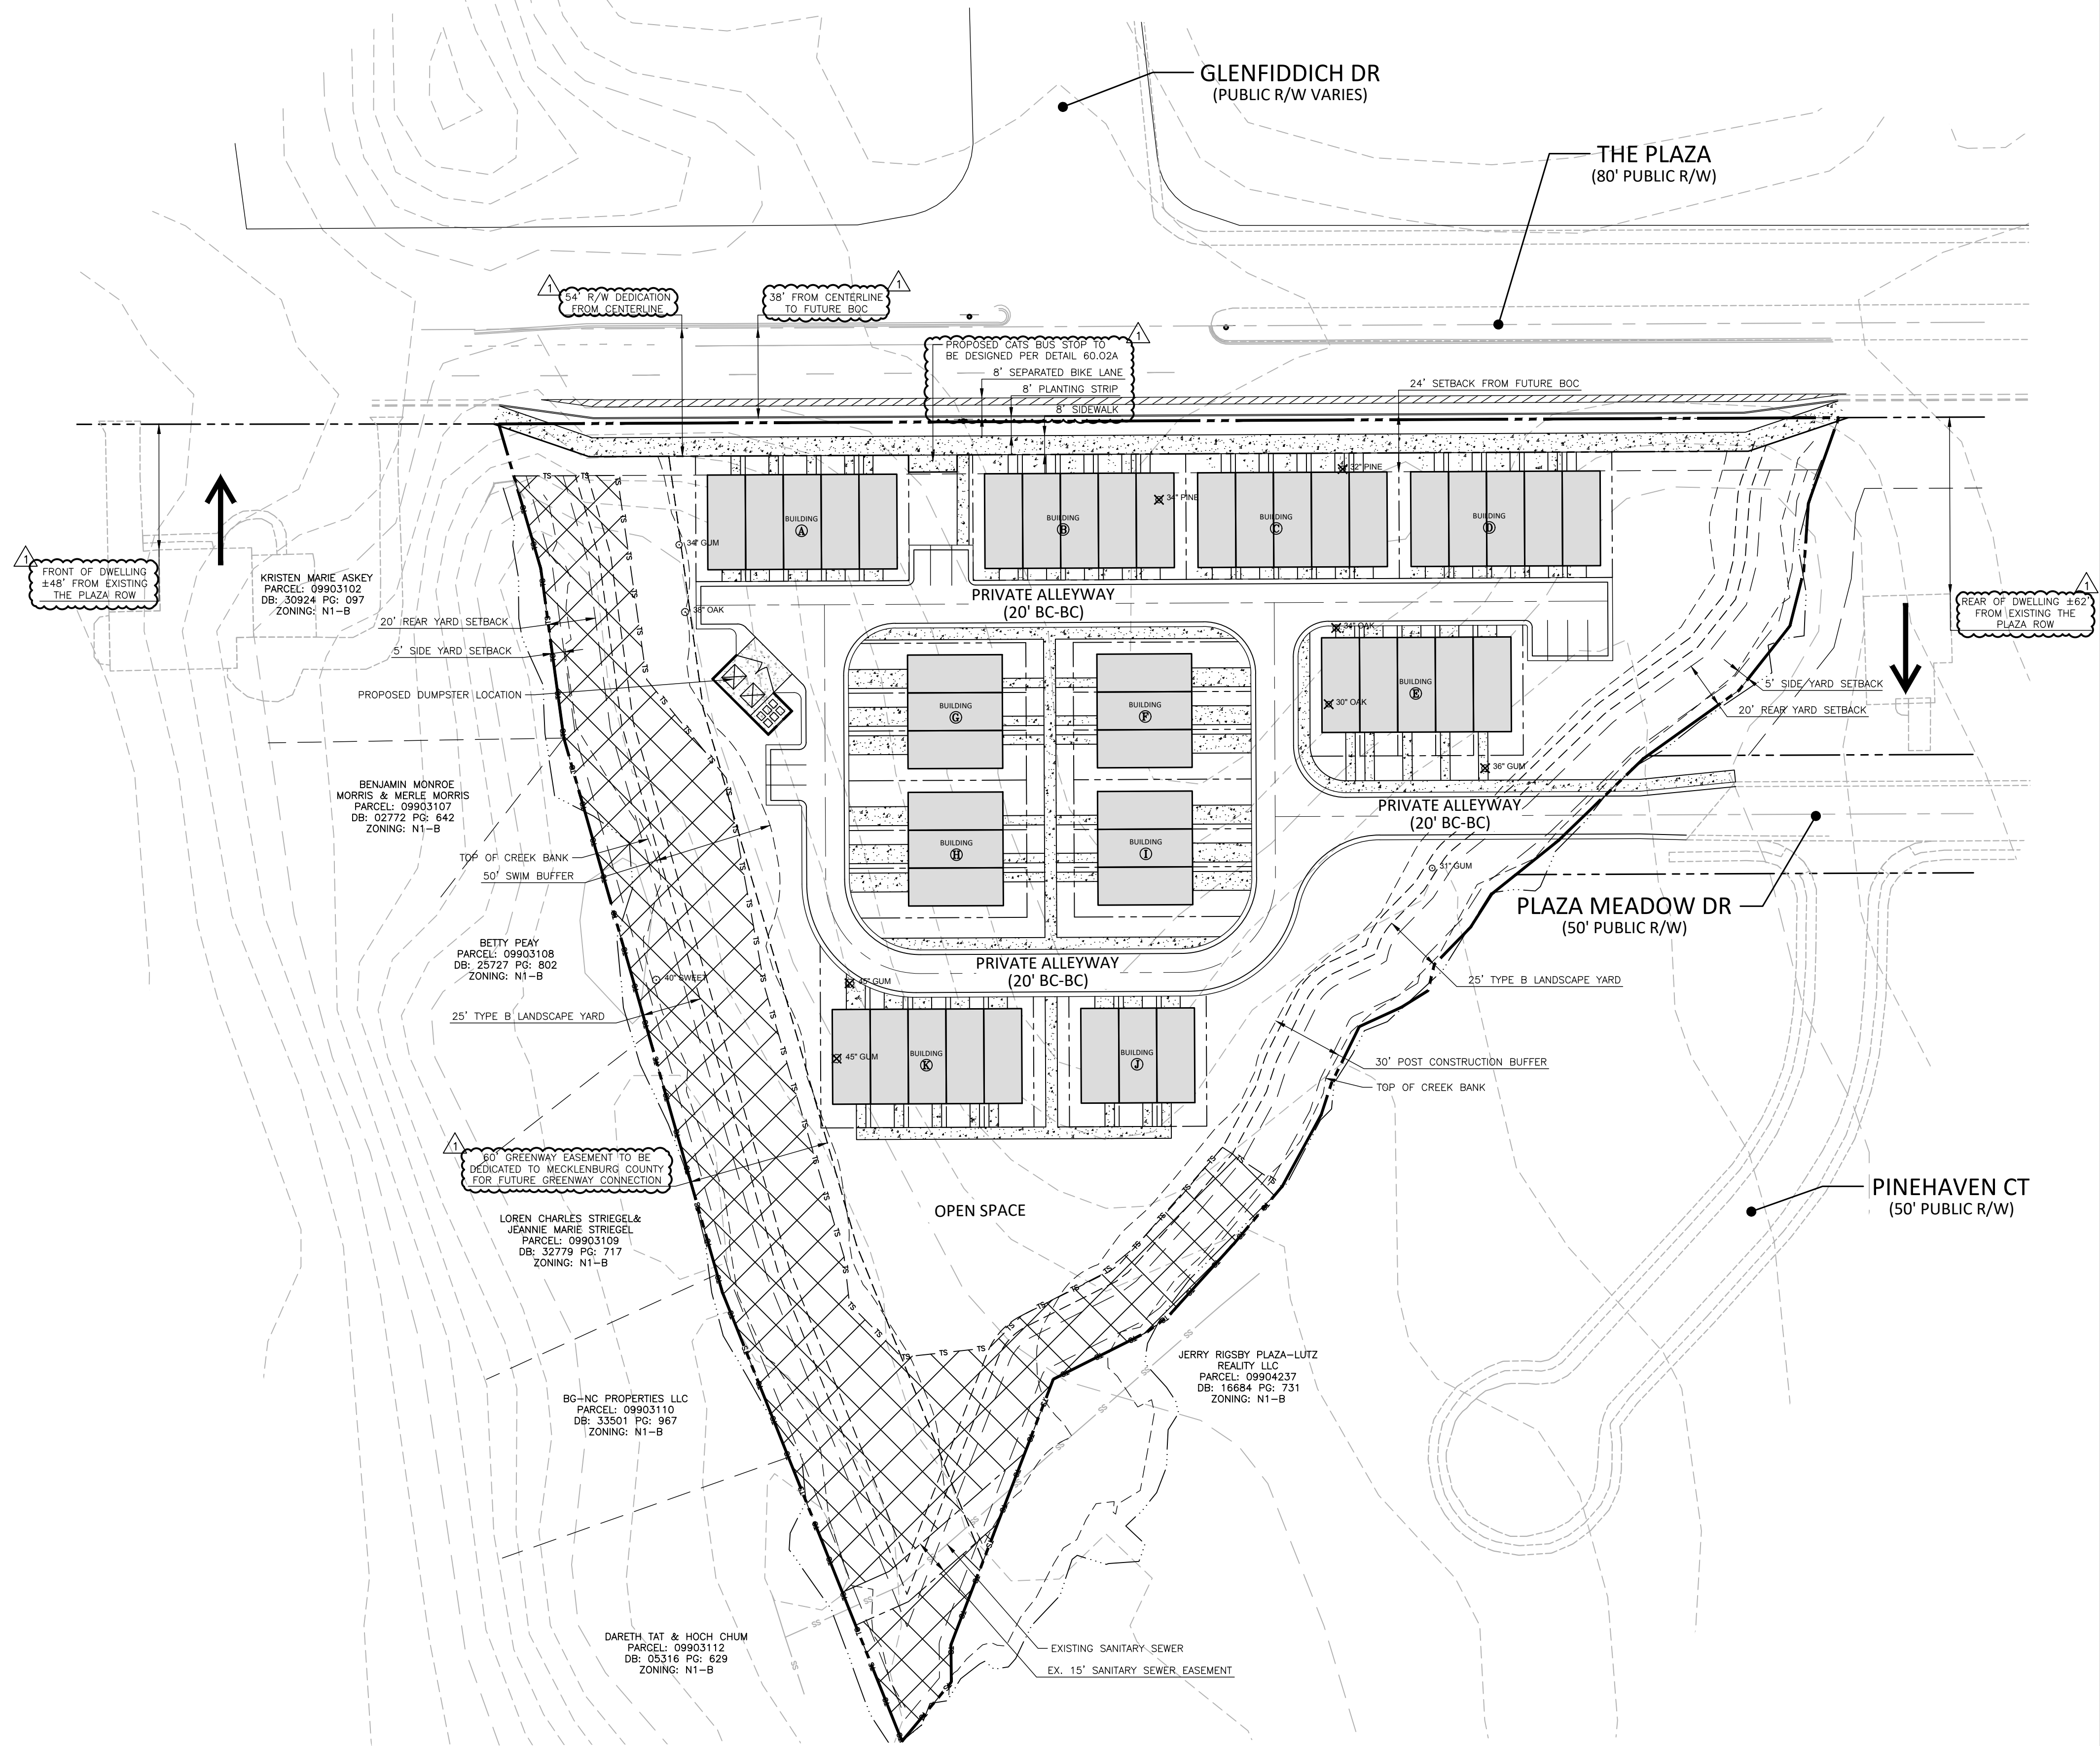 GLENFIDDICH DR
(PUBLIC R/W VARIES)
THE PLAZA
(80' PUBLIC R/W)
1
54' R/W DEDICATION
FROM CENTERLINE
38' FROM CENTERLINE
TO FUTURE BOC
1
1
PROPOSED CATS BUS STOP TO
BE DESIGNED PER DETAIL 60.02A
8' SEPARATED BIKE LANE
8' PLANTING STRIP
8' SIDEWALK
24' SETBACK FROM FUTURE BOC
32" PINE
34" PINE
BUILDING
A
BUILDING
B
BUILDING
C
BUILDING
D
34" GUM
1
FRONT OF DWELLING
±48' FROM EXISTING
THE PLAZA ROW
KRISTEN MARIE ASKEY
PARCEL: 09903102
DB: 30924 PG: 097
ZONING: N1-B
20' REAR YARD SETBACK
5' SIDE YARD SETBACK
PROPOSED DUMPSTER LOCATION
38" OAK
PRIVATE ALLEYWAY
(20' BC-BC)
34" OAK
30" OAK
BUILDING
E
36" GUM
1
REAR OF DWELLING ±62'
FROM EXISTING THE
PLAZA ROW
5' SIDE YARD SETBACK
20' REAR YARD SETBACK
BUILDING
G
BUILDING
F
BUILDING
H
BUILDING
I
PRIVATE ALLEYWAY
(20' BC-BC)
BENJAMIN MONROE
MORRIS & MERLE MORRIS
PARCEL: 09903107
DB: 02772 PG: 642
ZONING: N1-B
TOP OF CREEK BANK
50' SWIM BUFFER
31" GUM
PLAZA MEADOW DR
(50' PUBLIC R/W)
BETTY PEAY
PARCEL: 09903108
DB: 25727 PG: 802
ZONING: N1-B
40" SWEET
25' TYPE B LANDSCAPE YARD
PRIVATE ALLEYWAY
(20' BC-BC)
45" GUM
25' TYPE B LANDSCAPE YARD
45" GUM
BUILDING
K
BUILDING
J
30' POST CONSTRUCTION BUFFER
TOP OF CREEK BANK
1
60' GREENWAY EASEMENT TO BE
DEDICATED TO MECKLENBURG COUNTY
FOR FUTURE GREENWAY CONNECTION
PINEHAVEN CT
(50' PUBLIC R/W)
OPEN SPACE
LOREN CHARLES STRIEGEL&
JEANNIE MARIE STRIEGEL
PARCEL: 09903109
DB: 32779 PG: 717
ZONING: N1-B
JERRY RIGSBY PLAZA-LUTZ
REALITY LLC
PARCEL: 09904237
DB: 16684 PG: 731
ZONING: N1-B
BG-NC PROPERTIES LLC
PARCEL: 09903110
DB: 33501 PG: 967
ZONING: N1-B
DARETH TAT & HOCH CHUM
PARCEL: 09903112
DB: 05316 PG: 629
ZONING: N1-B
EXISTING SANITARY SEWER
EX. 15' SANITARY SEWER EASEMENT